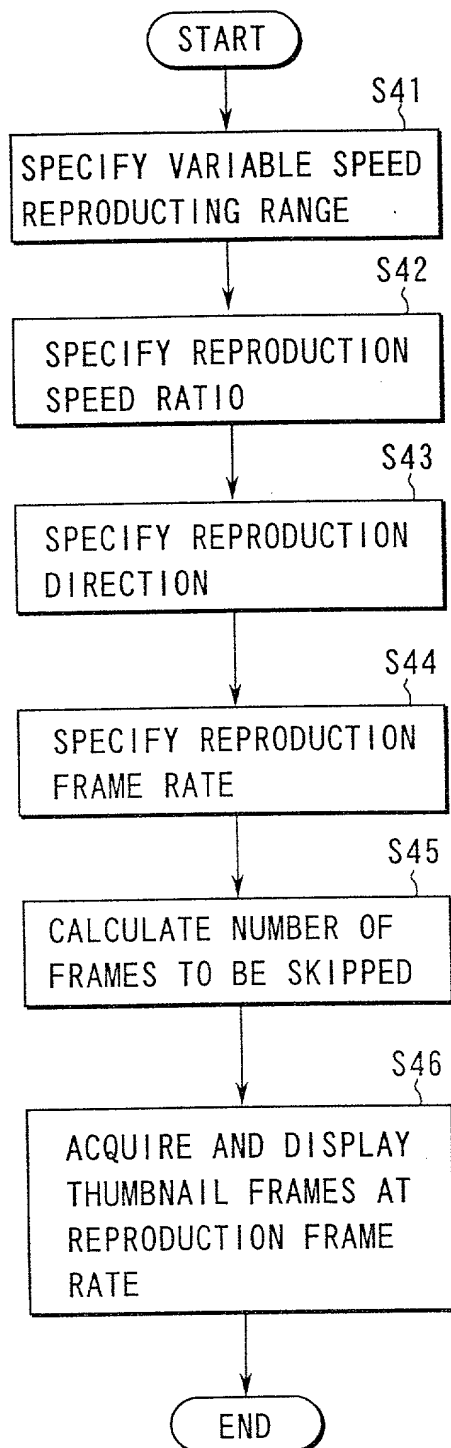 START
S41
SPECIFY VARIABLE SPEED
REPRODUCTING RANGE
S42
SPECIFY REPRODUCTION
SPEED RATIO
S43
SPECIFY REPRODUCTION
DIRECTION
S44
SPECIFY REPRODUCTION
FRAME RATE
S45
CALCULATE NUMBER OF
FRAMES TO BE SKIPPED
S46
ACQUIRE AND DISPLAY
THUMBNAIL FRAMES AT
REPRODUCTION FRAME
RATE
END